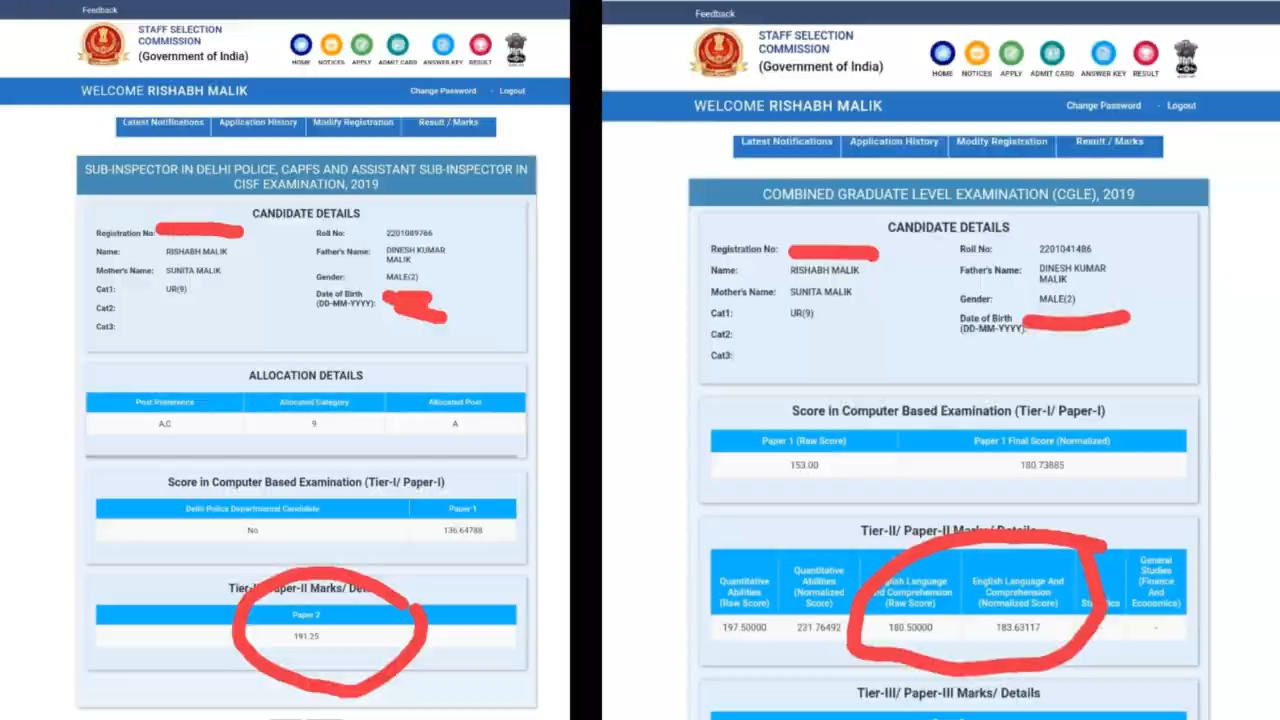 Feedback
STAFF SELECTION
COMMISSION
(Government of India)
HOME NOTICES APPLY ADMIT CARD ANSWER KEY RESULT
WELCOME RISHABH MALIK
Change Password - Logout
Latest Notifications Application History Modify Registration Result / Marks
SUB-INSPECTOR IN DELHI POLICE, CAPFS AND ASSISTANT SUB-INSPECTOR IN
CISF EXAMINATION, 2019
CANDIDATE DETAILS
Registration No:
Roll No: 2201089766
Name: RISHABH MALIK
Father's Name: DINESH KUMAR
MALIK
Mother's Name: SUNITA MALIK
Gender: MALE(2)
Cat1: UR(9)
Date of Birth
(DD-MM-YYYY):
Cat2:
Cat3:
ALLOCATION DETAILS
Post Preference Allocated Category Allocated Post
A,C 9 A
Score in Computer Based Examination (Tier-I/ Paper-I)
Delhi Police Departmental Candidate Paper 1
No 136.64788
Paper-II Marks/
Paper 2
191.25
Feedback
STAFF SELECTION
COMMISSION
(Government of India)
HOME NOTICES APPLY ADMIT CARD ANSWER KEY RESULT
WELCOME RISHABH MALIK
Change Password - Logout
Latest Notifications Application History Modify Registration Result / Marks
COMBINED GRADUATE LEVEL EXAMINATION (CGLE), 2019
CANDIDATE DETAILS
Registration No:
Roll No: 2201041486
Name: RISHABH MALIK
Father's Name: DINESH KUMAR
MALIK
Mother's Name: SUNITA MALIK
Gender: MALE(2)
Cat1: UR(9)
Date of Birth
(DD-MM-YYYY):
Cat2:
Cat3:
Score in Computer Based Examination (Tier-I/ Paper-I)
Paper 1 (Raw Score) Paper 1 Final Score (Normalized)
153.00 180.73885
Tier-II/ Paper-II Marks/ Details
Quantitative
Abilities
(Raw Score)
Quantitative
Abilities
(Normalized
Score)
Language
Comprehension
(Raw Score)
English Language And
Comprehension
(Normalized Score)
General
Studies
(Finance
And
Economics)
197.50000 231.76492 180.50000 183.63117 - -
Tier-III/ Paper-III Marks/ Details